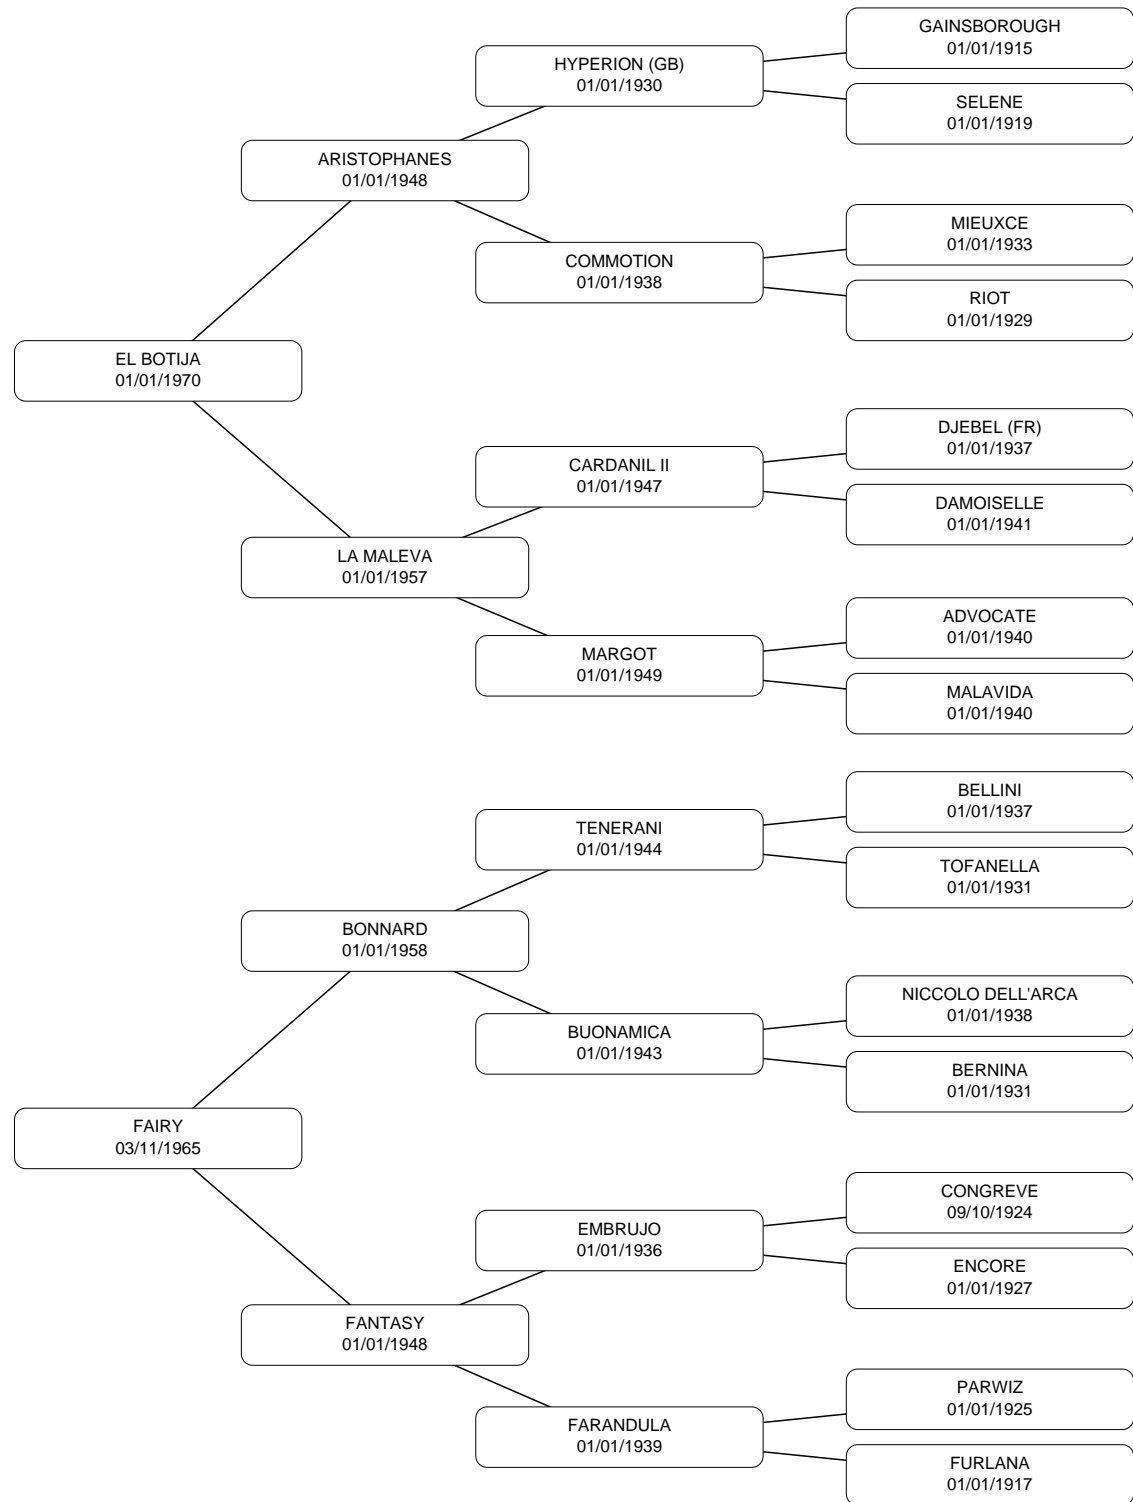 GAINSBOROUGH
01/01/1915
HYPERION (GB)
01/01/1930
SELENE
01/01/1919
ARISTOPHANES
01/01/1948
MIEUXCE
01/01/1933
COMMOTION
01/01/1938
RIOT
01/01/1929
EL BOTIJA
01/01/1970
DJEBEL (FR)
01/01/1937
CARDANIL II
01/01/1947
DAMOISELLE
01/01/1941
LA MALEVA
01/01/1957
ADVOCATE
01/01/1940
MARGOT
01/01/1949
MALAVIDA
01/01/1940
BELLINI
01/01/1937
TENERANI
01/01/1944
TOFANELLA
01/01/1931
BONNARD
01/01/1958
NICCOLO DELL'ARCA
01/01/1938
BUONAMICA
01/01/1943
BERNINA
01/01/1931
FAIRY
03/11/1965
CONGREVE
09/10/1924
EMBRUJO
01/01/1936
ENCORE
01/01/1927
FANTASY
01/01/1948
PARWIZ
01/01/1925
FARANDULA
01/01/1939
FURLANA
01/01/1917